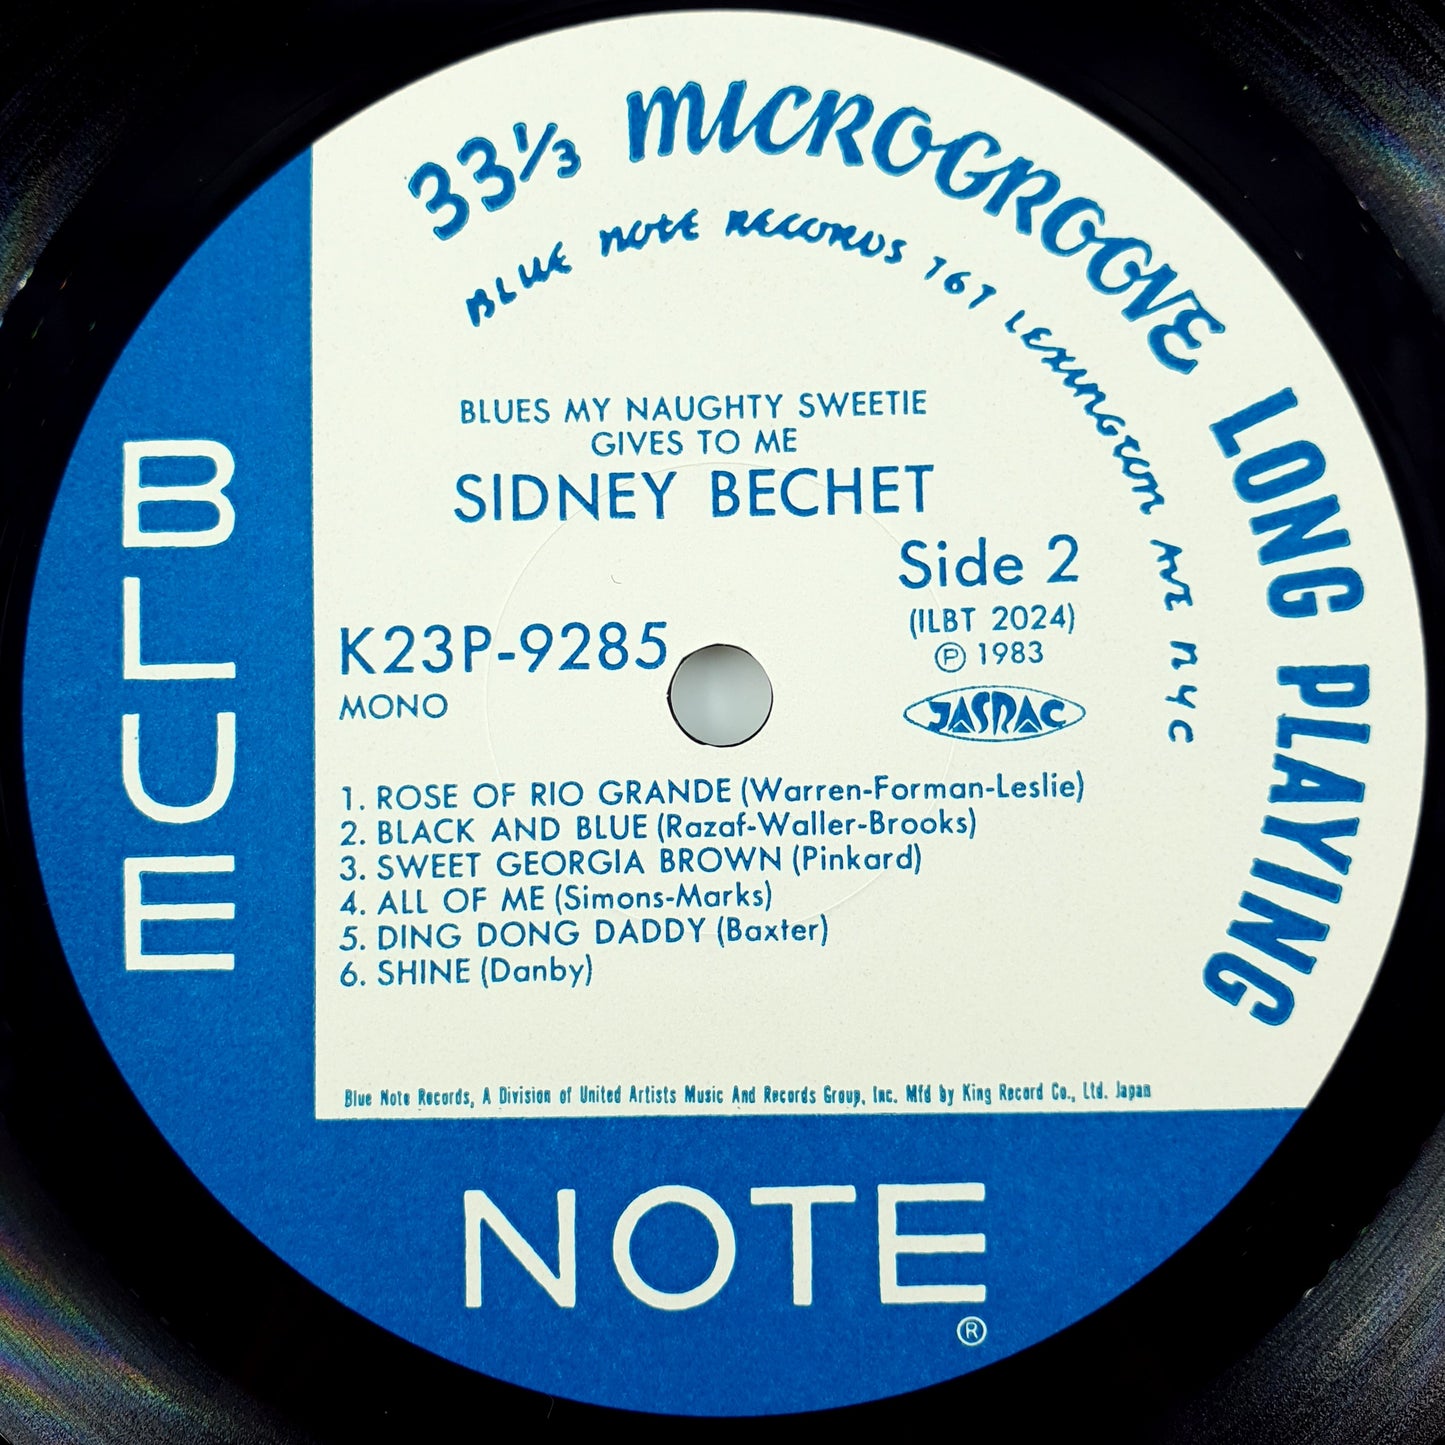 33⅓ MICROGROOVE LONG PLAYING
BLUE NOTE RECORDS 767 LEXINGTON AVE NYC
BLUES MY NAUGHTY SWEETIE
GIVES TO ME
SIDNEY BECHET
Side 2
(ILBT 2024)
Ⓟ 1983
K23P-9285
MONO
JASRAC
1. ROSE OF RIO GRANDE (Warren-Forman-Leslie)
2. BLACK AND BLUE (Razaf-Waller-Brooks)
3. SWEET GEORGIA BROWN (Pinkard)
4. ALL OF ME (Simons-Marks)
5. DING DONG DADDY (Baxter)
6. SHINE (Danby)
Blue Note Records, A Division of United Artists Music And Records Group, Inc. Mfd by King Record Co., Ltd. Japan
BLUE
NOTE
®